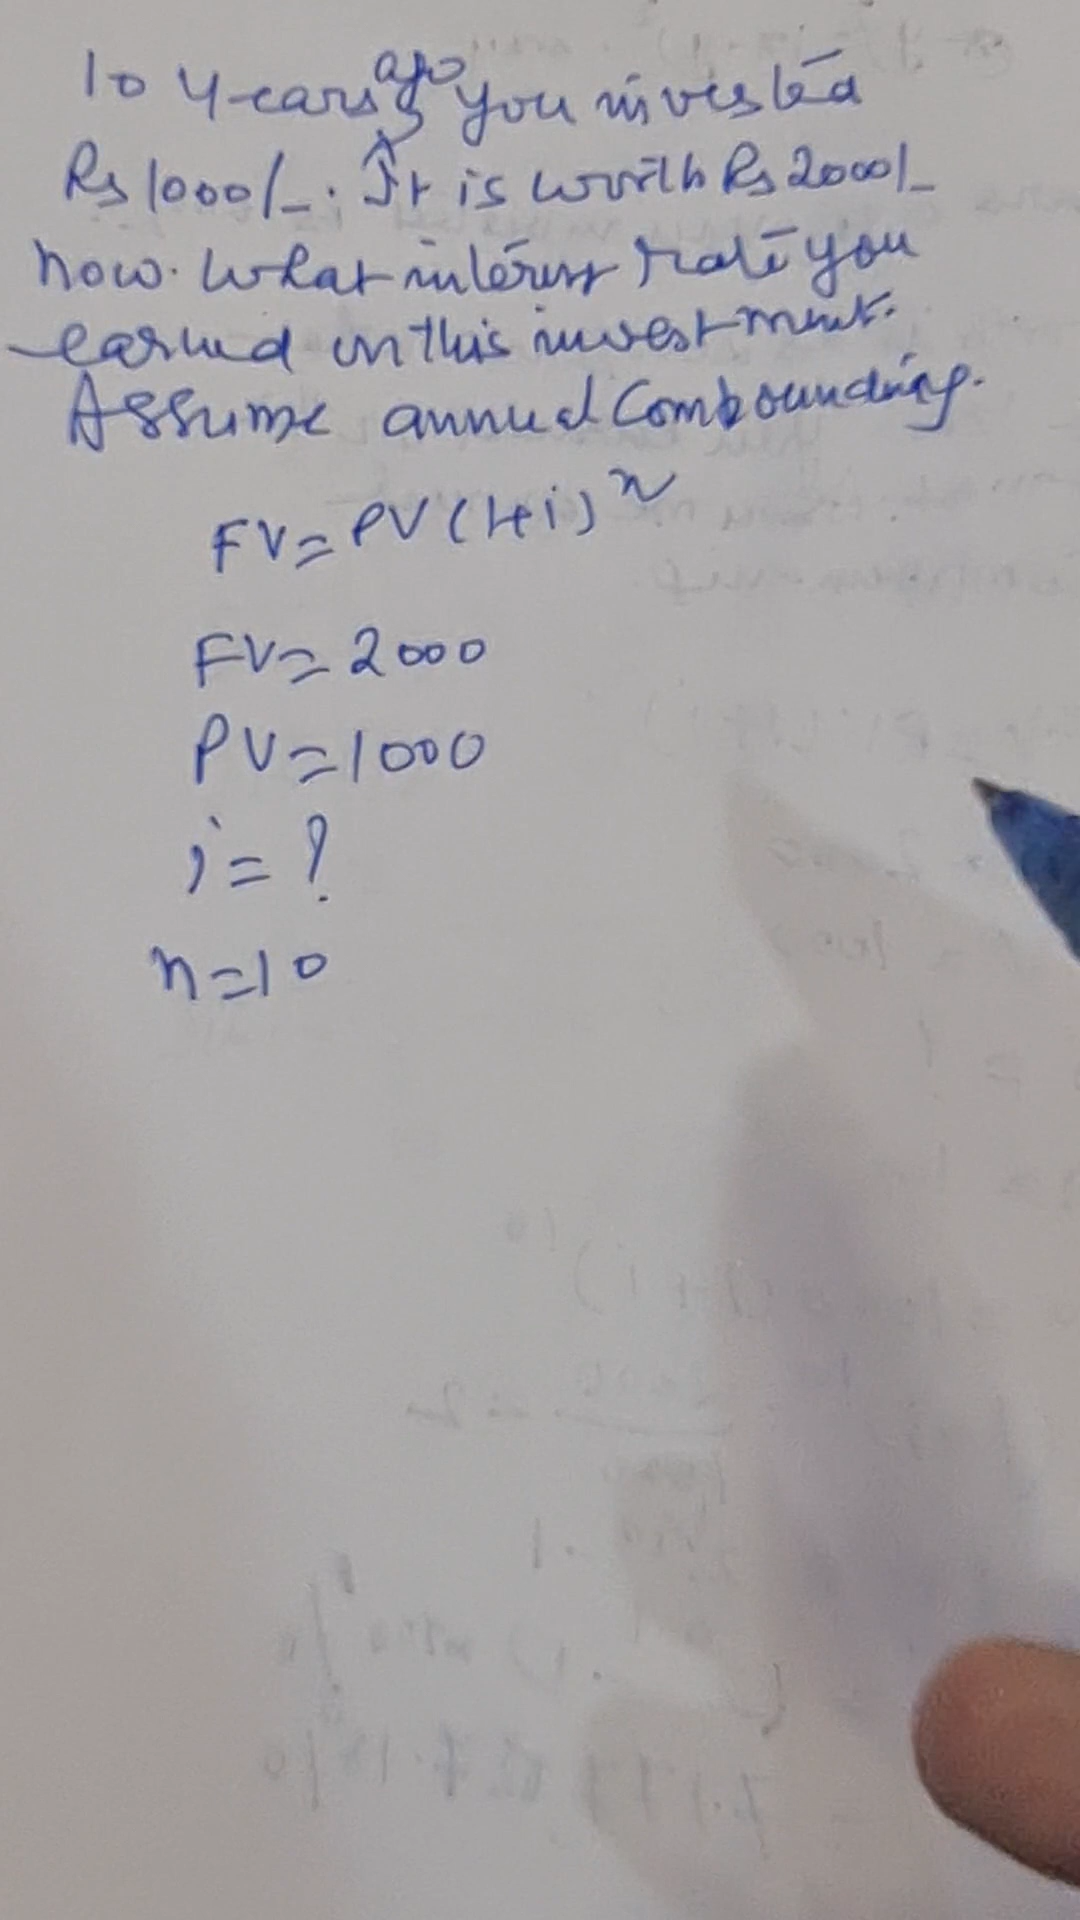 10 Years ago you invested
Rs 1000/-. It is worth Rs 2000/-
now. What interest rate you
earned on this investment.
Assume annual Compounding.
FV = PV (1+i)^n
FV = 2000
PV = 1000
i = ?
n = 10